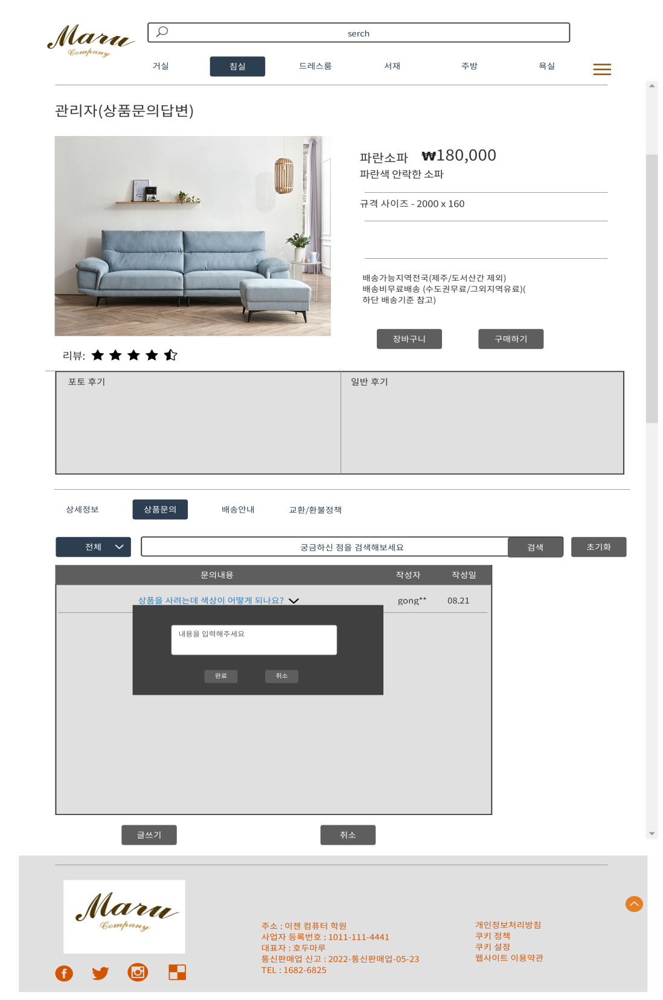 Maru
Company
serch
거실
침실
드레스룸
서재
주방
욕실
관리자(상품문의답변)
파란소파 ₩180,000
파란색 안락한 소파
규격 사이즈 - 2000 x 160
배송가능지역전국(제주/도서산간 제외)
배송비무료배송 (수도권무료/그외지역유료)(
하단 배송기준 참고)
장바구니
구매하기
리뷰:
포토 후기
일반 후기
상세정보
상품문의
배송안내
교환/환불정책
전체
궁금하신 점을 검색해보세요
검색
초기화
문의내용
작성자
작성일
상품을 사려는데 색상이 어떻게 되나요?
gong**
08.21
내용을 입력해주세요
완료
취소
글쓰기
취소
Maru
Company
주소 : 이젠 컴퓨터 학원
사업자 등록번호 : 1011-111-4441
대표자 : 호두마루
통신판매업 신고 : 2022-통신판매업-05-23
TEL : 1682-6825
개인정보처리방침
쿠키 정책
쿠키 설정
웹사이트 이용약관